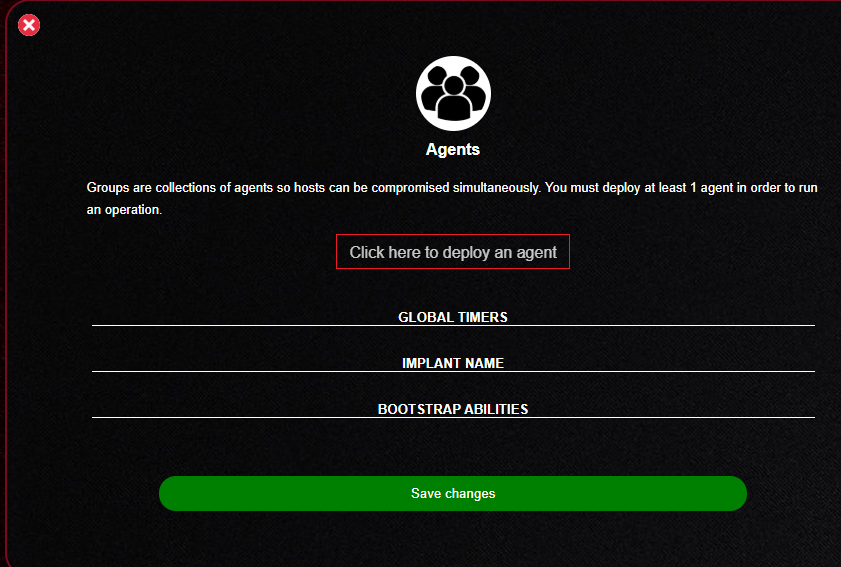 Agents
Groups are collections of agents so hosts can be compromised simultaneously. You must deploy at least 1 agent in order to run
an operation.
Click here to deploy an agent
GLOBAL TIMERS
IMPLANT NAME
BOOTSTRAP ABILITIES
Save changes